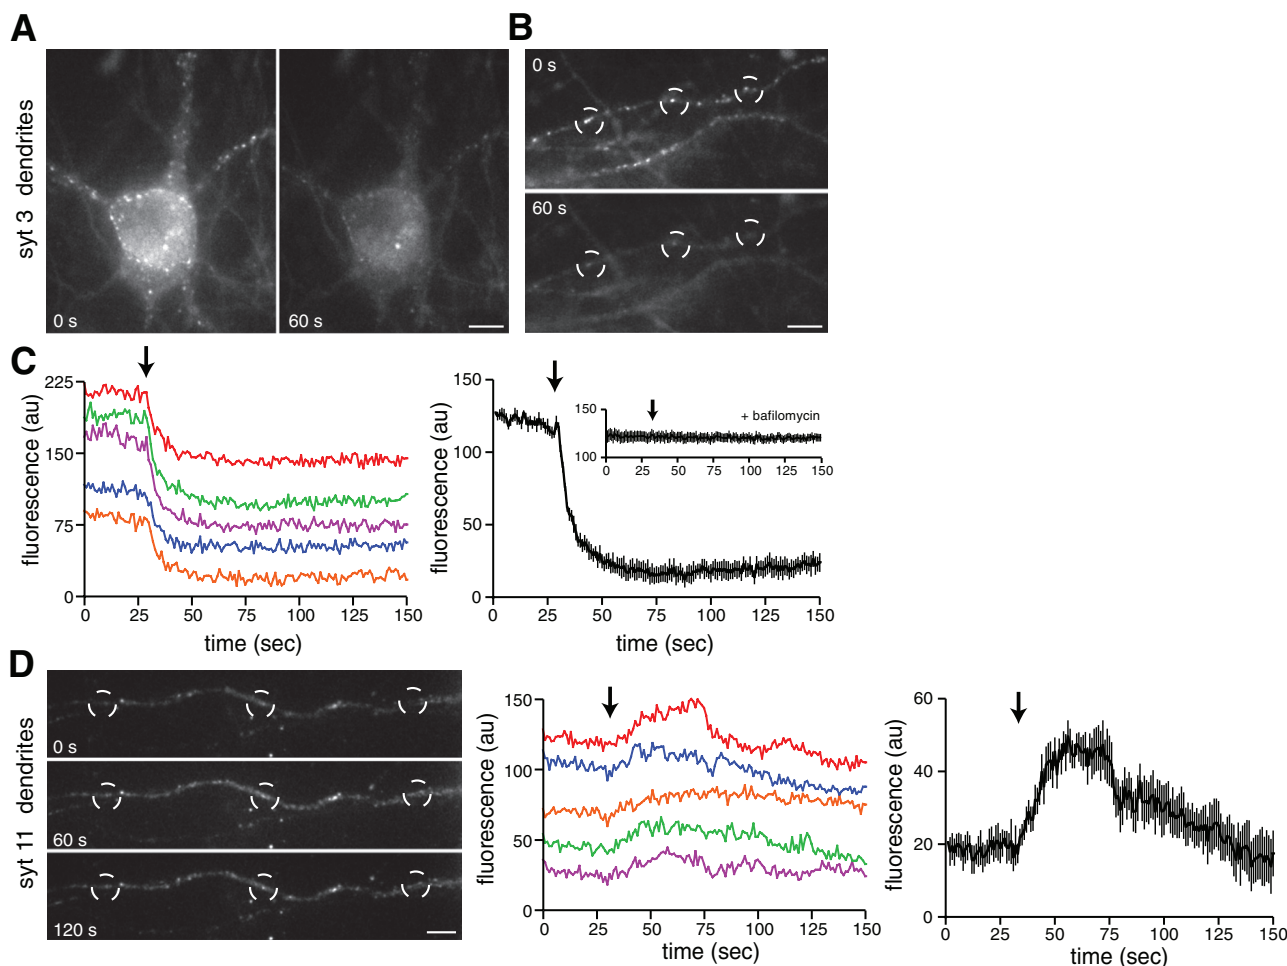 A
B
syt 3 dendrites
0 s
60 s
0 s
60 s
C
fluorescence (au)
225
150
75
0
0 25 50 75 100 125 150
time (sec)
fluorescence (au)
150
100
50
0
0 25 50 75 100 125 150
time (sec)
+ bafilomycin
150
100
0 25 50 75 100 125 150
D
syt 11 dendrites
0 s
60 s
120 s
fluorescence (au)
150
100
50
0
0 25 50 75 100 125 150
time (sec)
fluorescence (au)
60
40
20
0
0 25 50 75 100 125 150
time (sec)